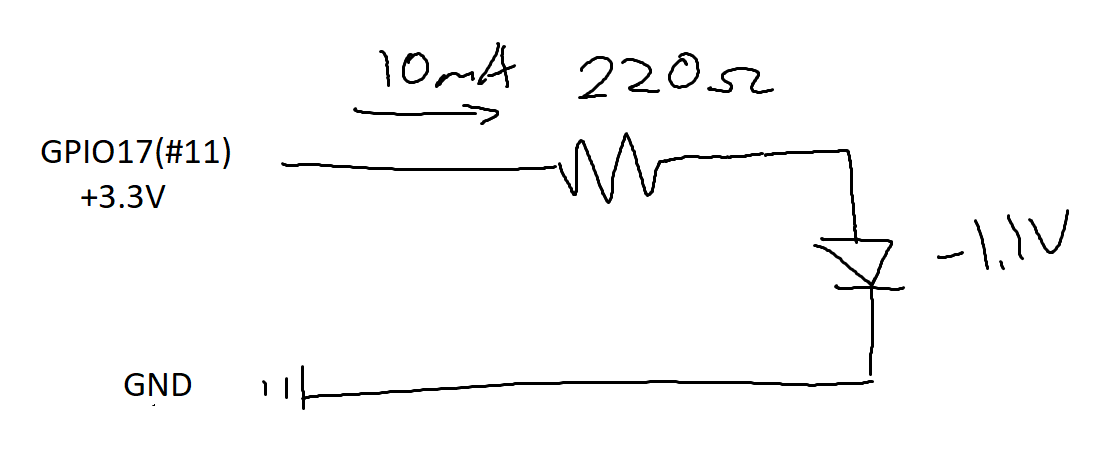 10mA 220Ω
GPIO17(#11)
+3.3V
-1.1V
GND